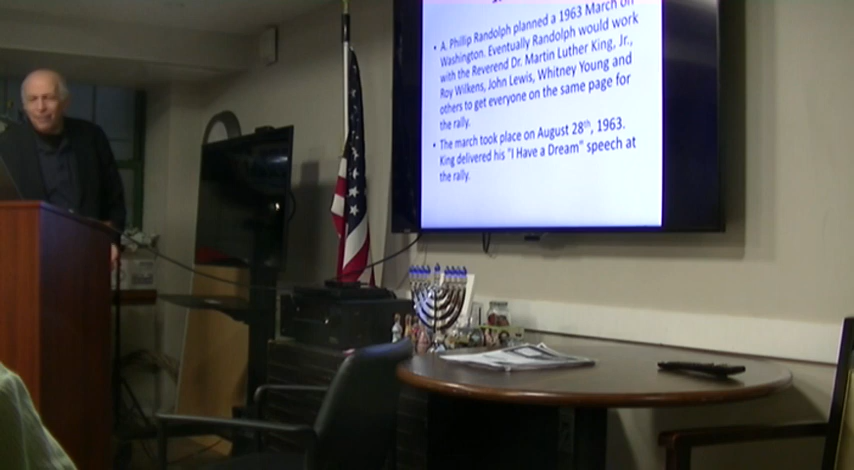 • A. Phillip Randolph planned a 1963 March on
Washington. Eventually Randolph would work
with the Reverend Dr. Martin Luther King, Jr.,
Roy Wilkens, John Lewis, Whitney Young and
others to get everyone on the same page for
the rally.
• The march took place on August 28th, 1963.
King delivered his "I Have a Dream" speech at
the rally.